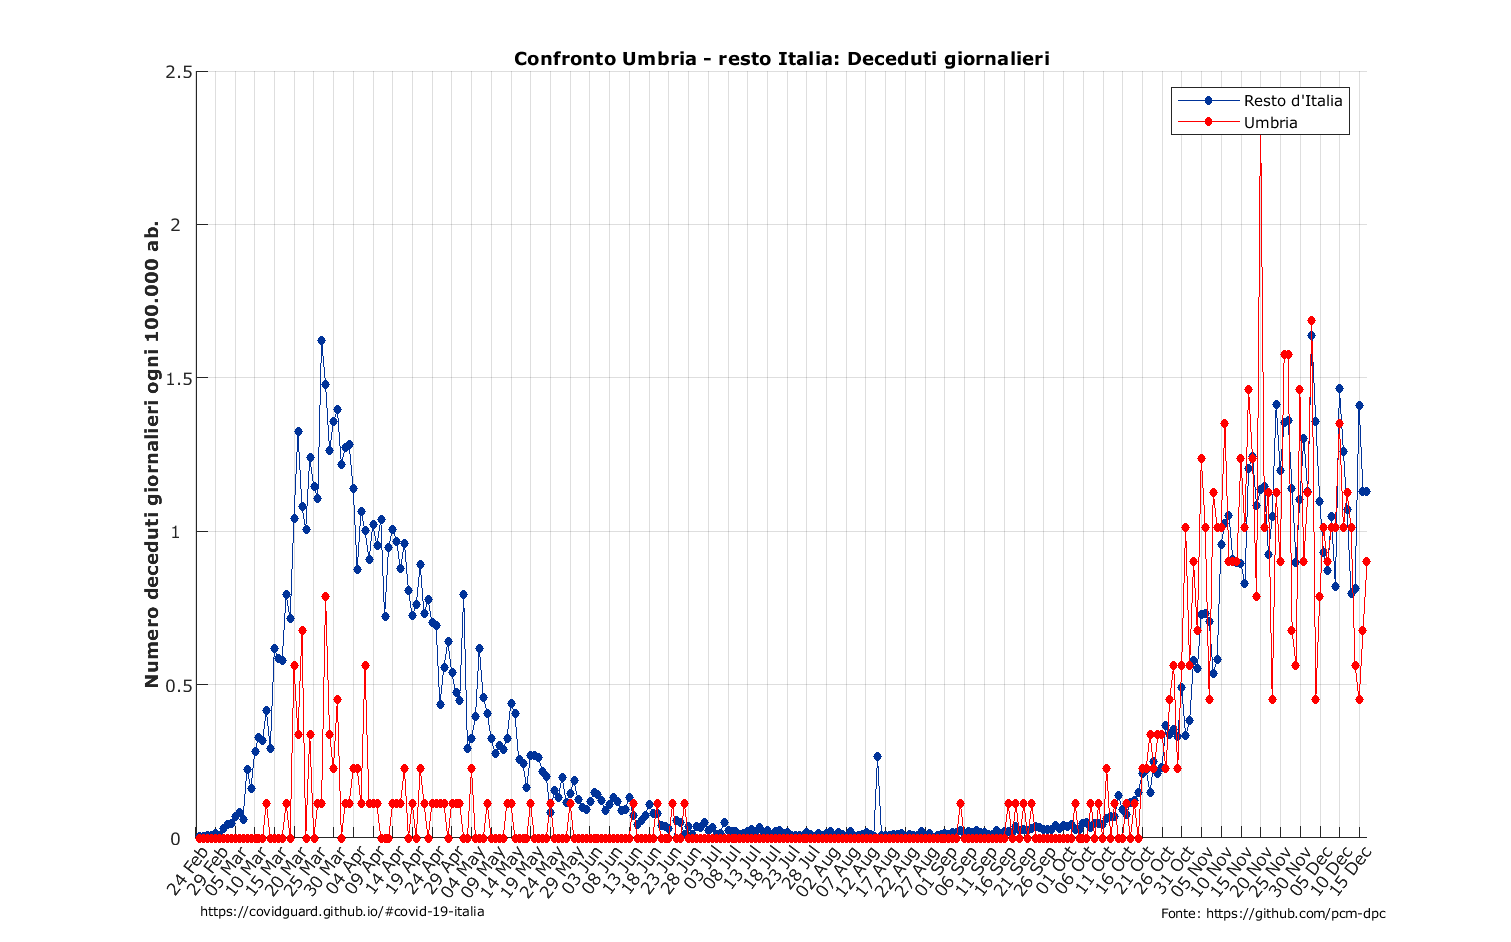 Confronto Umbria - resto Italia: Deceduti giornalieri
Resto d'Italia
Umbria
Numero deceduti giornalieri ogni 100.000 ab.
2.5
2
1.5
1
0.5
0
24 Feb
29 Feb
05 Mar
10 Mar
15 Mar
20 Mar
25 Mar
30 Mar
04 Apr
09 Apr
14 Apr
19 Apr
24 Apr
29 Apr
04 May
09 May
14 May
19 May
24 May
29 May
03 Jun
08 Jun
13 Jun
18 Jun
23 Jun
28 Jun
03 Jul
08 Jul
13 Jul
18 Jul
23 Jul
28 Jul
02 Aug
07 Aug
12 Aug
17 Aug
22 Aug
27 Aug
01 Sep
06 Sep
11 Sep
16 Sep
21 Sep
26 Sep
01 Oct
06 Oct
11 Oct
16 Oct
21 Oct
26 Oct
31 Oct
05 Nov
10 Nov
15 Nov
20 Nov
25 Nov
30 Nov
05 Dec
10 Dec
15 Dec
https://covidguard.github.io/#covid-19-italia
Fonte: https://github.com/pcm-dpc